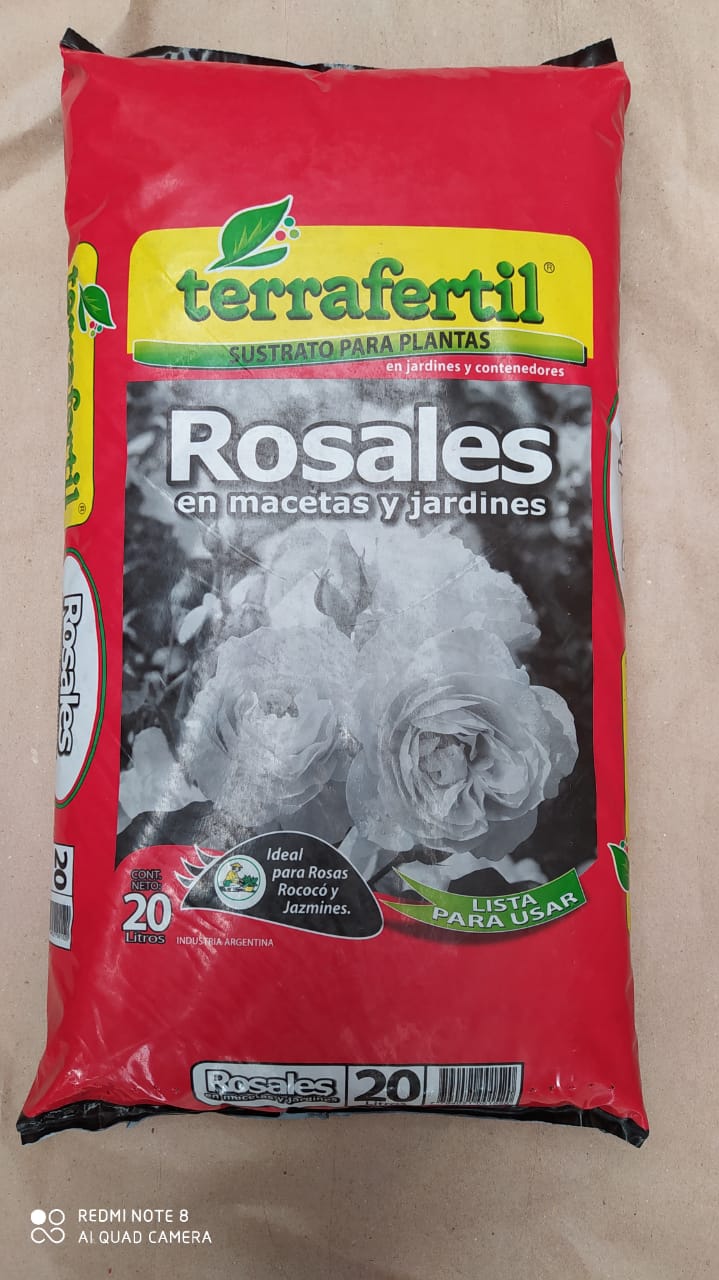 terrafertil®
SUSTRATO PARA PLANTAS
en jardines y contenedores
Rosales
en macetas y jardines
terrafertil®
Rosales
20
Ideal
para Rosas
Rococó y
Jazmines.
CONT.
NETO:
20
Litros
INDUSTRIA ARGENTINA
LISTA
PARA USAR
Rosales
en macetas y jardines
20
Litros
REDMI NOTE 8
AI QUAD CAMERA